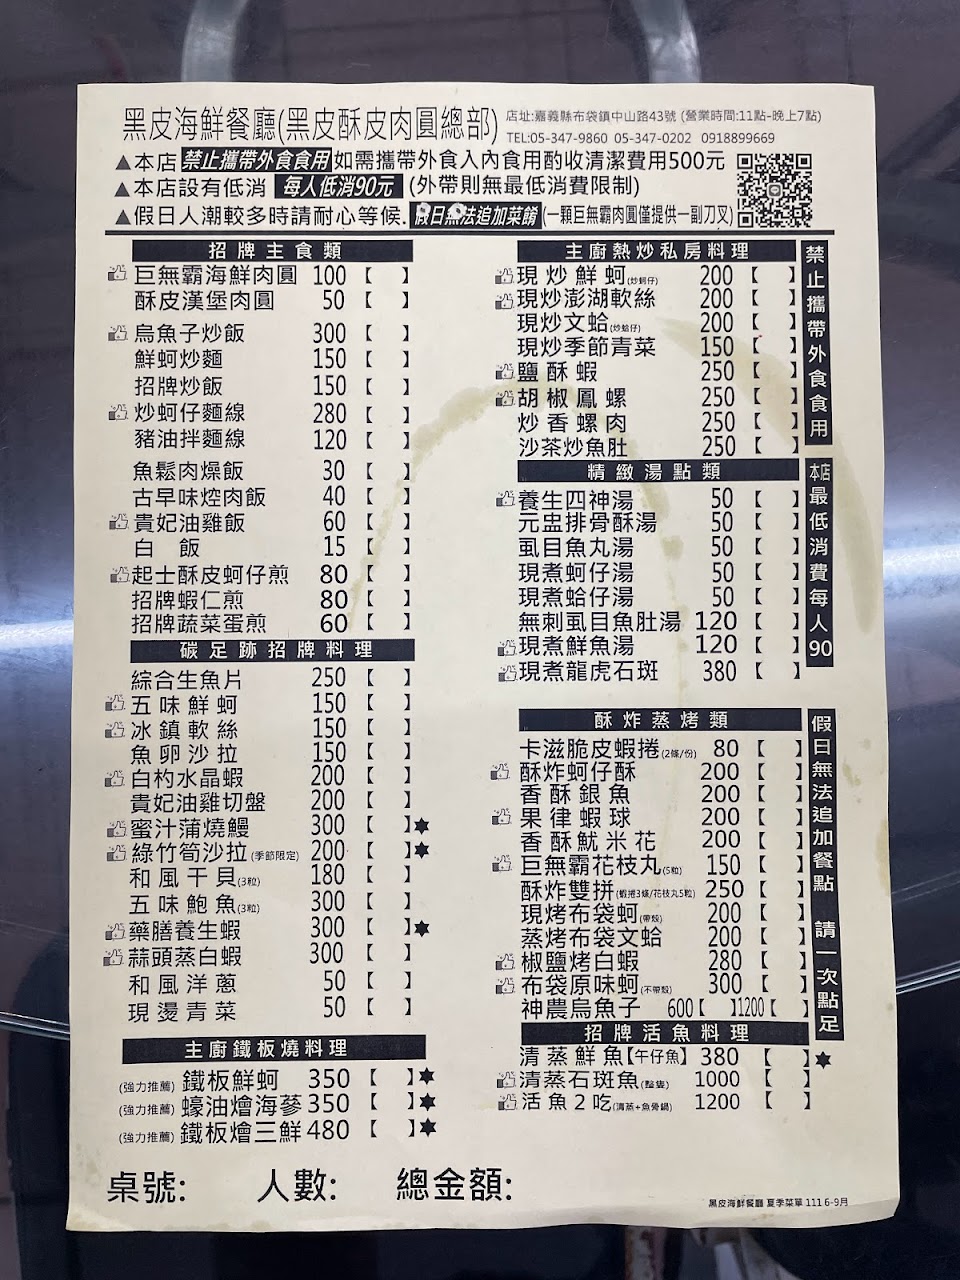 黑皮海鮮餐廳(黑皮酥皮肉圓總部)
店址:嘉義縣布袋鎮中山路43號 (營業時間:11點-晚上7點)
TEL:05-347-9860 05-347-0202 0918899669
▲本店 禁止攜帶外食食用 如需攜帶外食入內食用酌收清潔費用500元
▲本店設有低消 每人低消90元 (外帶則無最低消費限制)
▲假日人潮較多時請耐心等候. 假日無法追加菜餚 (一顆巨無霸肉圓僅提供一副刀叉)
招牌主食類
巨無霸海鮮肉圓 100【 】
酥皮漢堡肉圓 50【 】
烏魚子炒飯 300【 】
鮮蚵炒麵 150【 】
招牌炒飯 150【 】
炒蚵仔麵線 280【 】
豬油拌麵線 120【 】
魚鬆肉燥飯 30【 】
古早味焢肉飯 40【 】
貴妃油雞飯 60【 】
白 飯 15【 】
起士酥皮蚵仔煎 80【 】
招牌蝦仁煎 80【 】
招牌蔬菜蛋煎 60【 】
碳足跡招牌料理
綜合生魚片 250【 】
五味鮮蚵 150【 】
冰鎮軟絲 150【 】
魚卵沙拉 150【 】
白灼水晶蝦 200【 】
貴妃油雞切盤 200【 】
蜜汁蒲燒鰻 300【 】★
綠竹筍沙拉(季節限定) 200【 】★
和風干貝(3粒) 180【 】
五味鮑魚(3粒) 300【 】
藥膳養生蝦 300【 】★
蒜頭蒸白蝦 300【 】
和風洋蔥 50【 】
現燙青菜 50【 】
主廚鐵板燒料理
(強力推薦) 鐵板鮮蚵 350【 】★
(強力推薦) 蠔油燴海蔘 350【 】★
(強力推薦) 鐵板燴三鮮 480【 】★
主廚熱炒私房料理
現炒鮮蚵(炒蚵仔) 200【 】
現炒澎湖軟絲 200【 】
現炒文蛤(炒蛤仔) 200【 】
現炒季節青菜 150【 】
鹽酥蝦 250【 】
胡椒鳳螺 250【 】
炒香螺肉 250【 】
沙茶炒魚肚 250【 】
精緻湯點類
養生四神湯 50【 】
元盅排骨酥湯 50【 】
虱目魚丸湯 50【 】
現煮蚵仔湯 50【 】
現煮蛤仔湯 50【 】
無刺虱目魚肚湯 120【 】
現煮鮮魚湯 120【 】
現煮龍虎石斑 380【 】
酥炸蒸烤類
卡滋脆皮蝦捲(2條/份) 80【 】
酥炸蚵仔酥 200【 】
香酥銀魚 200【 】
果律蝦球 200【 】
香酥魷米花 200【 】
巨無霸花枝丸(5粒) 150【 】
酥炸雙拼(蝦捲3條/花枝丸5粒) 250【 】
現烤布袋蚵(帶殼) 200【 】
蒸烤布袋文蛤 200【 】
椒鹽烤白蝦 280【 】
布袋原味蚵(不帶殼) 300【 】
神農烏魚子 600【 】1200【 】
招牌活魚料理
清蒸鮮魚【午仔魚】 380【 】★
清蒸石斑魚(整隻) 1000【 】
活魚2吃(清蒸+魚骨鍋) 1200【 】
禁止攜帶外食食用
本店最低消費每人90
假日無法追加餐點 請一次點足
桌號: 人數: 總金額:
黑皮海鮮餐廳 夏季菜單 111.6-9月